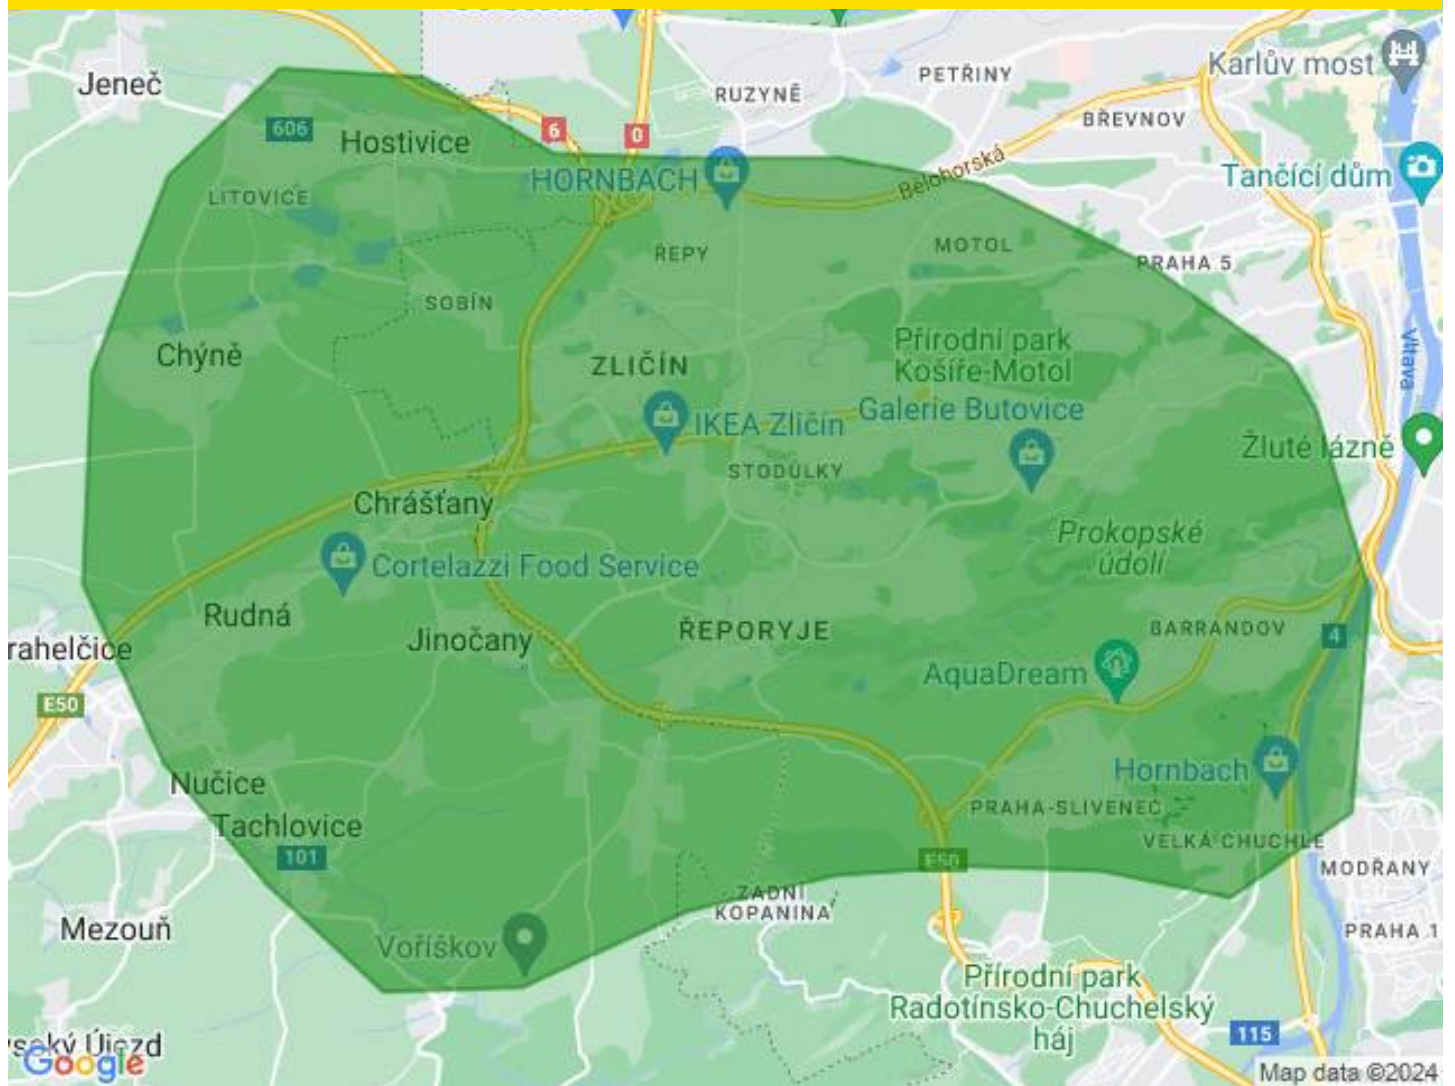 Karlův most
Jeneč
PETŘINY
RUZYNĚ
BŘEVNOV
606
6
0
Hostivice
HORNBACH
Bělohorská
Tančící dům
LITOVICE
ŘEPY
MOTOL
PRAHA 5
SOBÍN
Přírodní park
Košíře-Motol
Chýně
ZLIČÍN
Vltava
IKEA Zličín
Galerie Butovice
Žluté lázně
STODŮLKY
Chrášťany
Prokopské
údolí
Cortelazzi Food Service
Rudná
Jinočany
ŘEPORYJE
BARRANDOV
4
rahelčice
AquaDream
E50
Nučice
Hornbach
PRAHA-SLIVENEC
Tachlovice
VELKÁ CHUCHLE
101
E50
MODŘANY
ZADNÍ
KOPANINA
Mezouň
Voříškov
PRAHA 1
Přírodní park
Radotínsko-Chuchelský
háj
115
Google
Map data ©2024